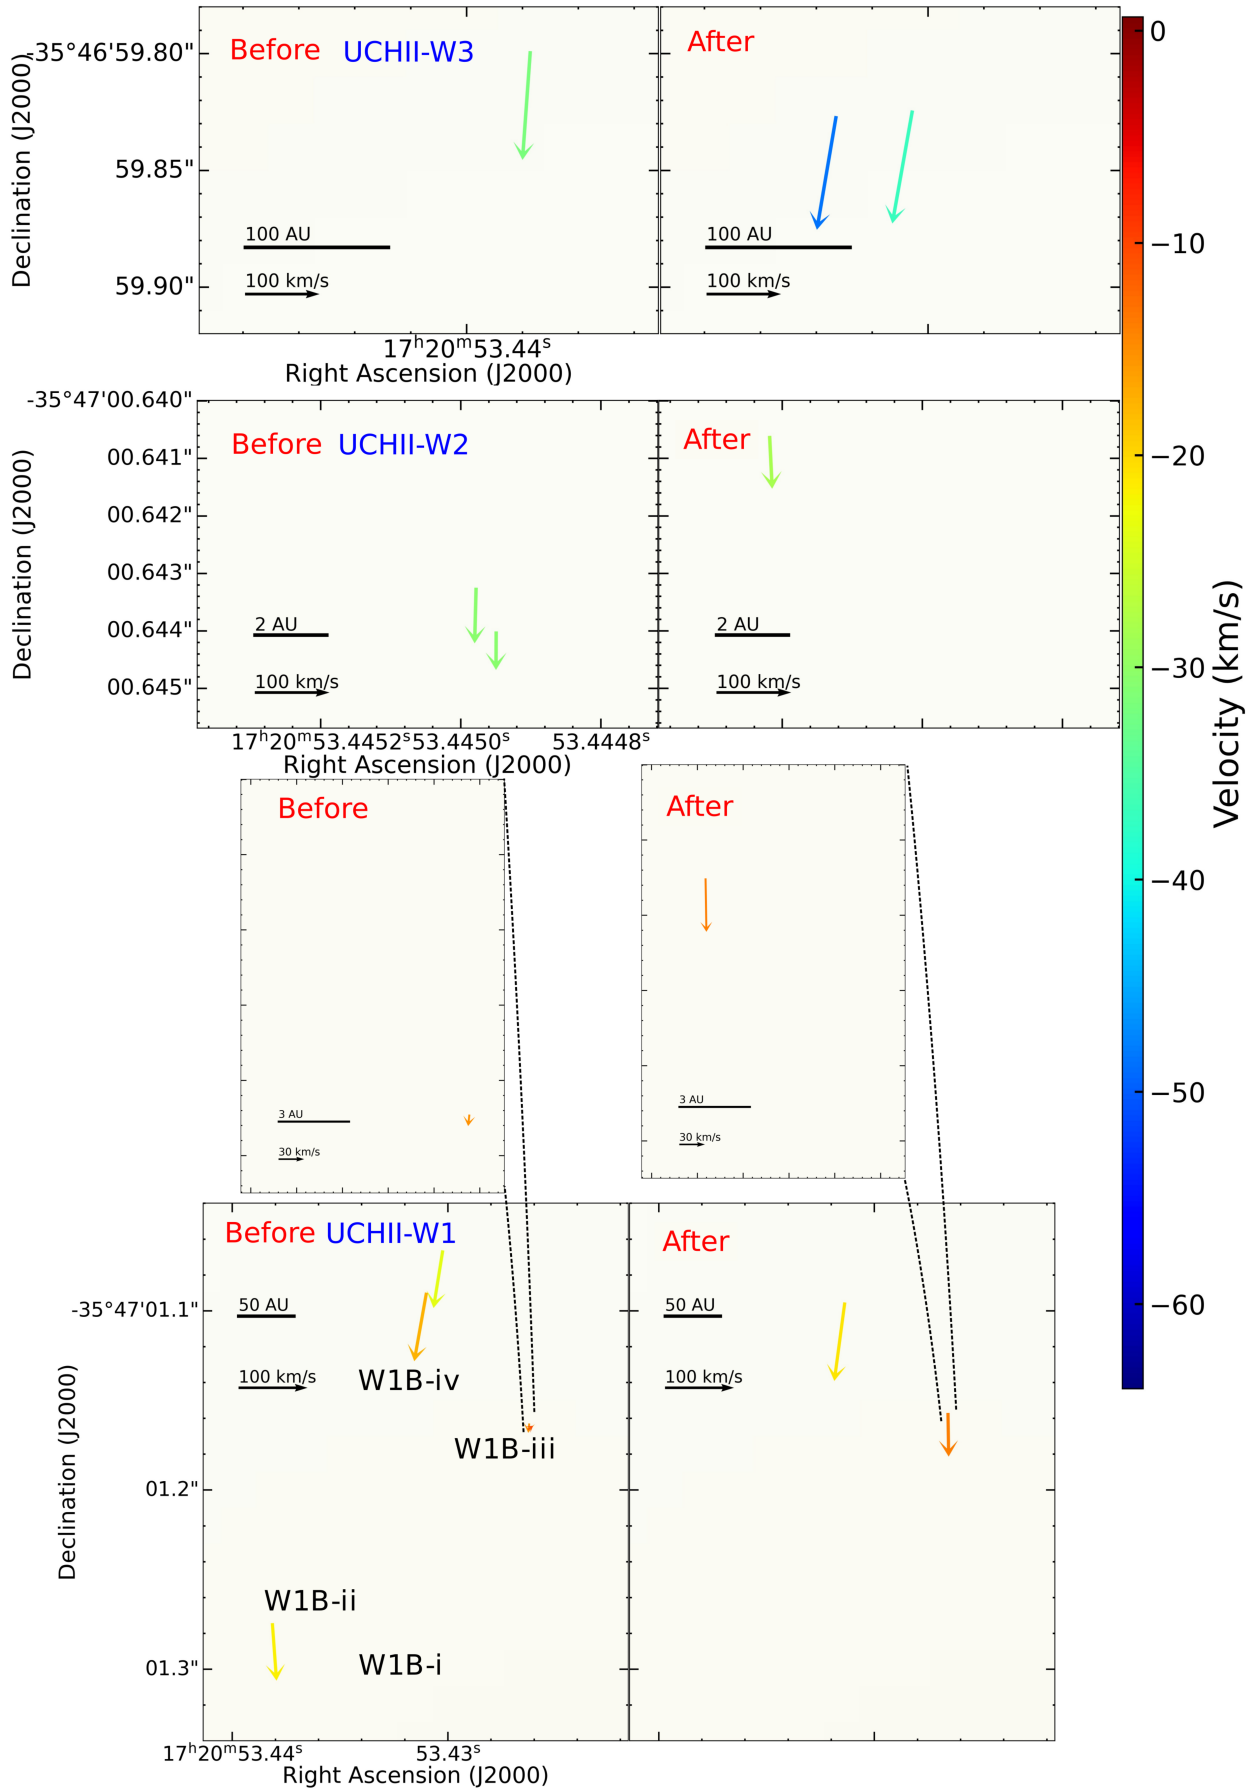 Before UCHII-W3
After
-35°46'59.80"
59.85"
59.90"
Declination (J2000)
100 AU
100 km/s
100 AU
100 km/s
17ʰ20ᵐ53.44ˢ
Right Ascension (J2000)
0
−10
−20
−30
−40
−50
−60
Velocity (km/s)
Before UCHII-W2
After
-35°47'00.640"
00.641"
00.642"
00.643"
00.644"
00.645"
Declination (J2000)
2 AU
100 km/s
2 AU
100 km/s
17ʰ20ᵐ53.4452ˢ 53.4450ˢ 53.4448ˢ
Right Ascension (J2000)
Before
After
3 AU
30 km/s
3 AU
30 km/s
Before UCHII-W1
After
-35°47'01.1"
01.2"
01.3"
Declination (J2000)
50 AU
100 km/s
50 AU
100 km/s
W1B-iv
W1B-iii
W1B-ii
W1B-i
17ʰ20ᵐ53.44ˢ 53.43ˢ
Right Ascension (J2000)